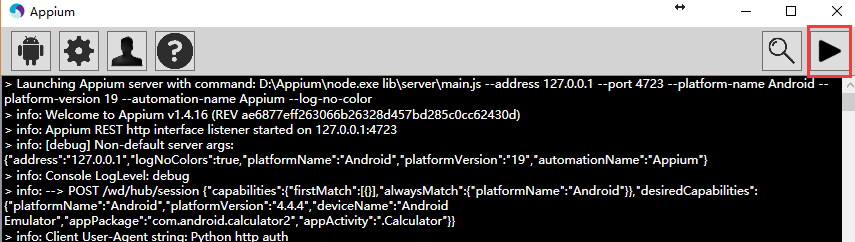 Appium
> Launching Appium server with command: D:\Appium\node.exe lib\server\main.js --address 127.0.0.1 --port 4723 --platform-name Android --
platform-version 19 --automation-name Appium --log-no-color
> info: Welcome to Appium v1.4.16 (REV ae6877eff263066b26328d457bd285c0cc62430d)
> info: Appium REST http interface listener started on 127.0.0.1:4723
> info: [debug] Non-default server args:
{"address":"127.0.0.1","logNoColors":true,"platformName":"Android","platformVersion":"19","automationName":"Appium"}
> info: Console LogLevel: debug
> info: --> POST /wd/hub/session {"capabilities":{"firstMatch":[{}],"alwaysMatch":{"platformName":"Android"}},"desiredCapabilities":
{"platformName":"Android","platformVersion":"4.4.4","deviceName":"Android
Emulator","appPackage":"com.android.calculator2","appActivity":".Calculator"}}
> info: Client User-Agent string: Python http auth